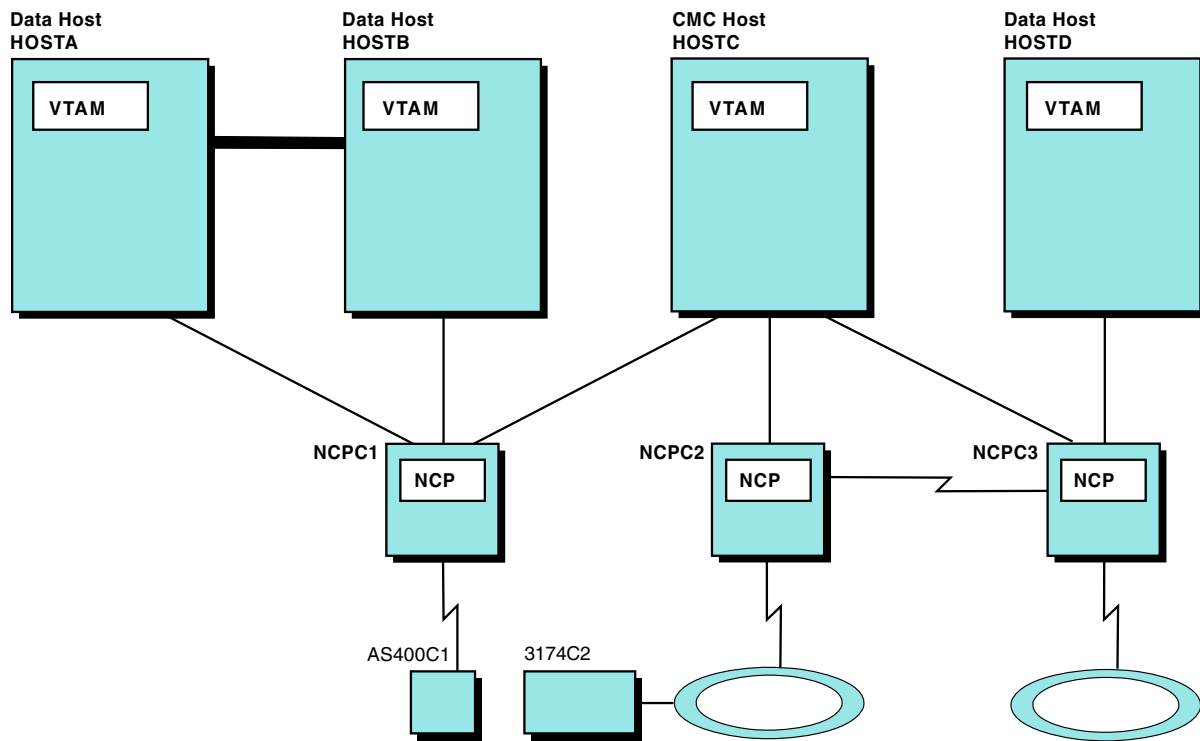 Data Host
HOSTA
Data Host
HOSTB
CMC Host
HOSTC
Data Host
HOSTD
VTAM
VTAM
VTAM
VTAM
NCPC1
NCPC2
NCPC3
NCP
NCP
NCP
AS400C1
3174C2